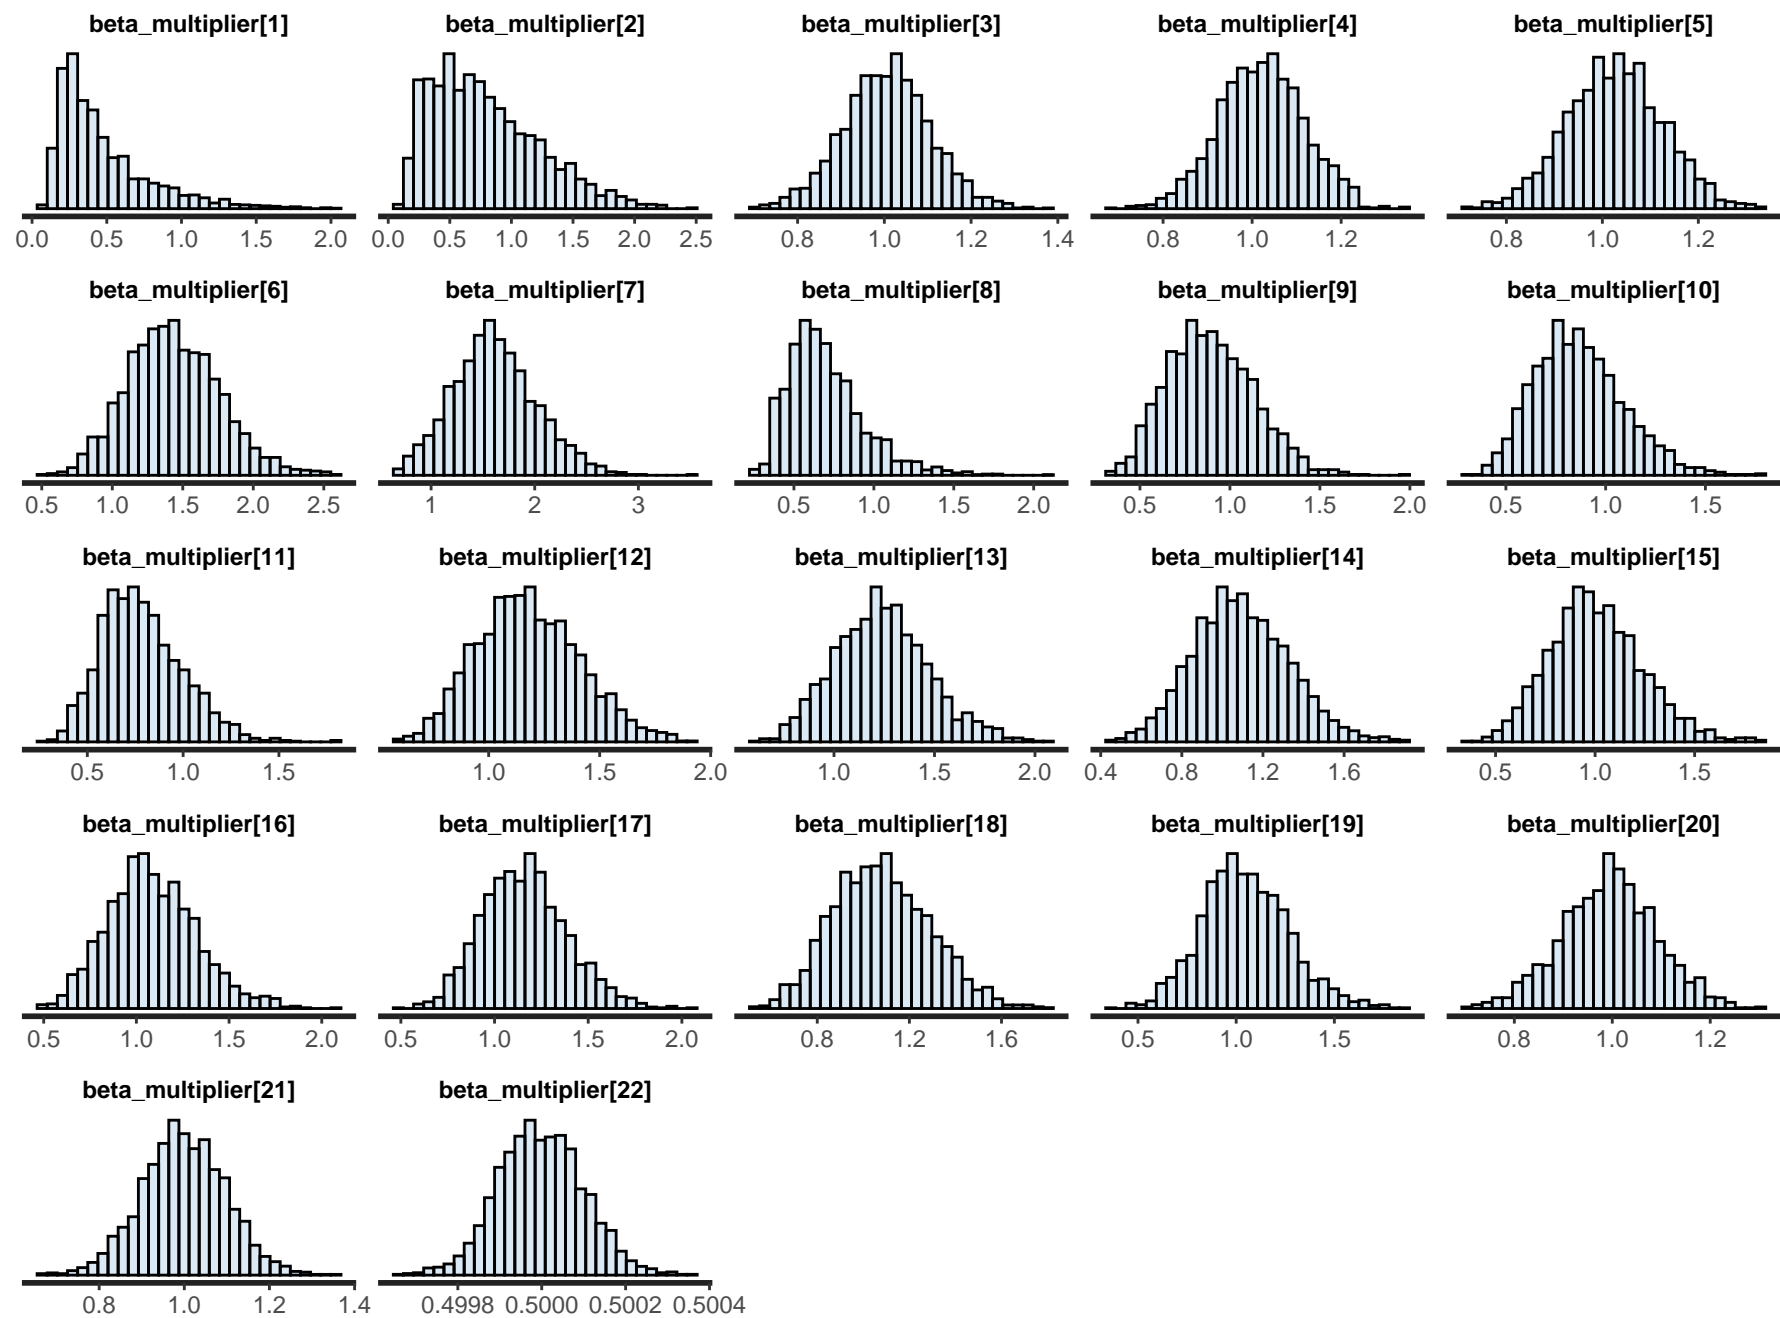 beta_multiplier[1] beta_multiplier[2] beta_multiplier[3] beta_multiplier[4] beta_multiplier[5]
0.0 0.5 1.0 1.5 2.0 0.0 0.5 1.0 1.5 2.0 2.5 0.8 1.0 1.2 1.4 0.8 1.0 1.2 0.8 1.0 1.2
beta_multiplier[6] beta_multiplier[7] beta_multiplier[8] beta_multiplier[9] beta_multiplier[10]
0.5 1.0 1.5 2.0 2.5 1 2 3 0.5 1.0 1.5 2.0 0.5 1.0 1.5 2.0 0.5 1.0 1.5
beta_multiplier[11] beta_multiplier[12] beta_multiplier[13] beta_multiplier[14] beta_multiplier[15]
0.5 1.0 1.5 1.0 1.5 2.0 1.0 1.5 2.0 0.4 0.8 1.2 1.6 0.5 1.0 1.5
beta_multiplier[16] beta_multiplier[17] beta_multiplier[18] beta_multiplier[19] beta_multiplier[20]
0.5 1.0 1.5 2.0 0.5 1.0 1.5 2.0 0.8 1.2 1.6 0.5 1.0 1.5 0.8 1.0 1.2
beta_multiplier[21] beta_multiplier[22]
0.8 1.0 1.2 1.4 0.4998 0.5000 0.5002 0.5004